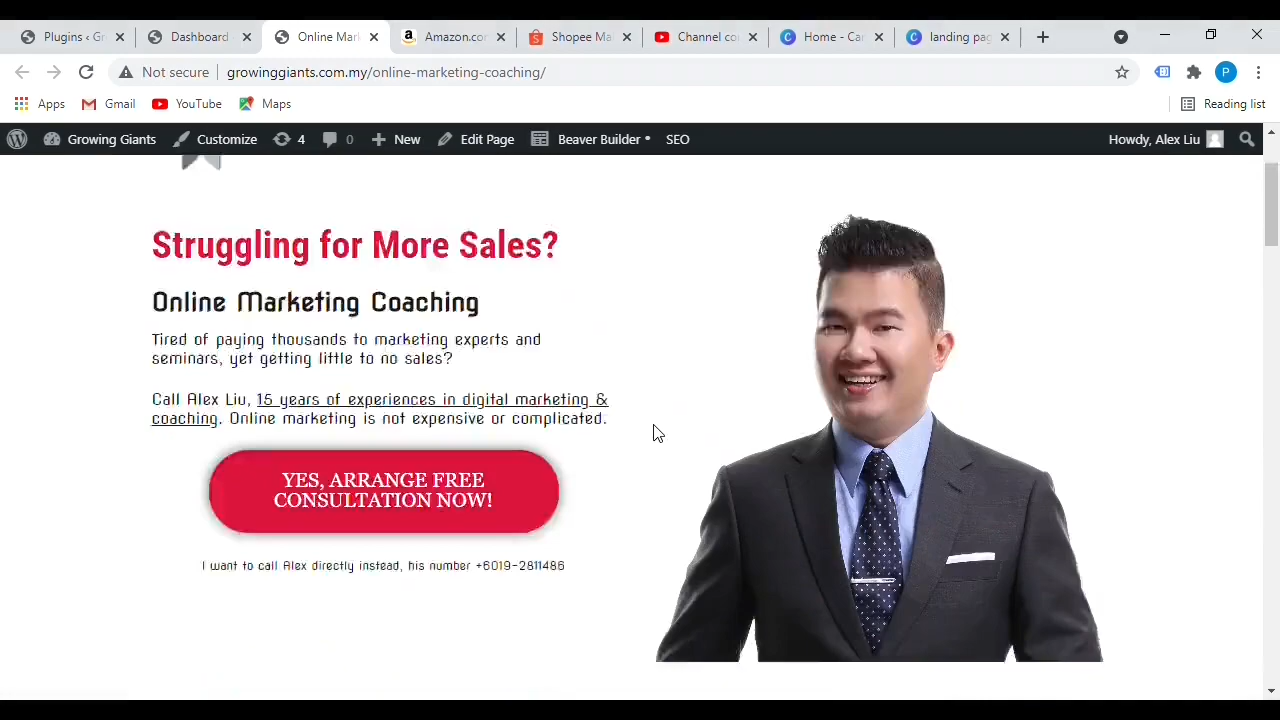 Plugins ‹ Gr
Dashboard
Online Mark
Amazon.co
Shopee Ma
Channel co
Home - Ca
landing pag
Not secure
growinggiants.com.my/online-marketing-coaching/
P
Apps
Gmail
YouTube
Maps
Reading list
Growing Giants
Customize
4
0
New
Edit Page
Beaver Builder
SEO
Howdy, Alex Liu
Struggling for More Sales?
Online Marketing Coaching
Tired of paying thousands to marketing experts and
seminars, yet getting little to no sales?
Call Alex Liu, 15 years of experiences in digital marketing &
coaching. Online marketing is not expensive or complicated.
YES, ARRANGE FREE
CONSULTATION NOW!
I want to call Alex directly instead, his number +6019-2811486